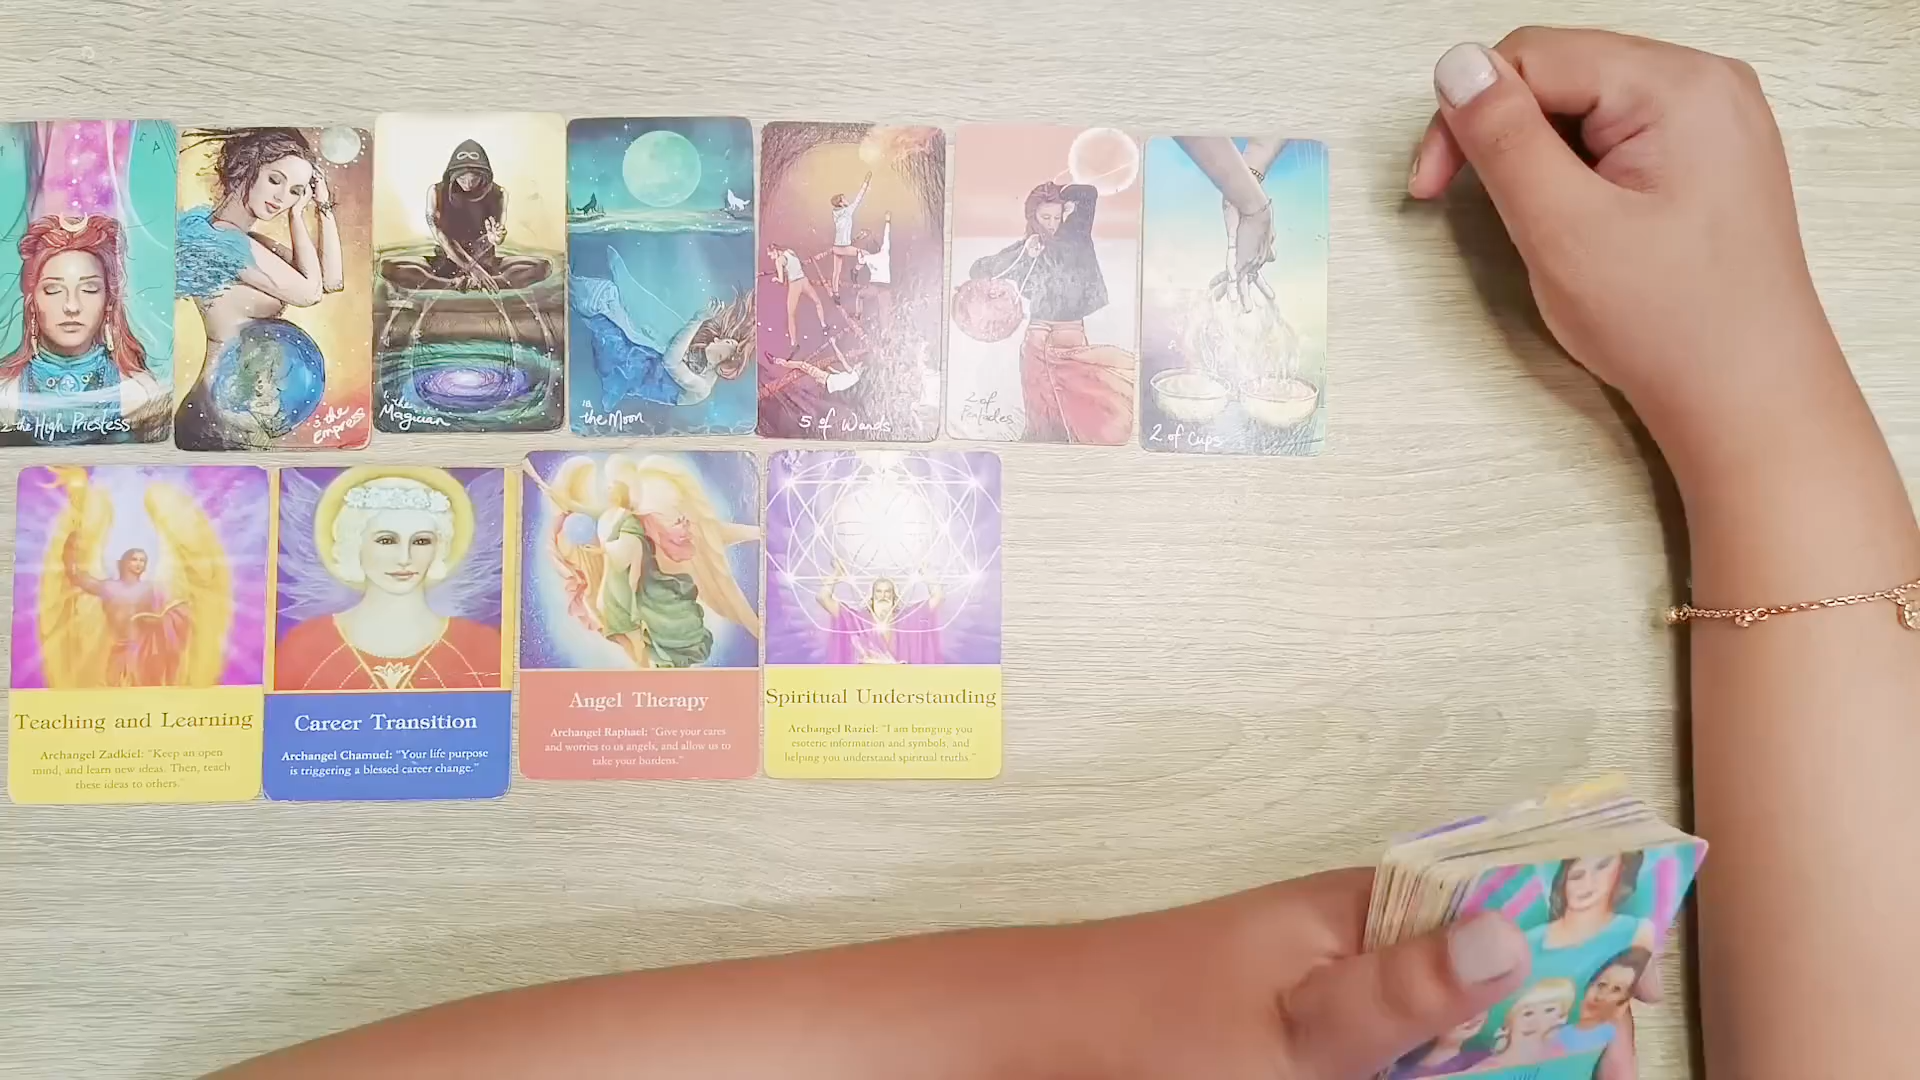 2. the High Priestess
3. the
Empress
1. the
Magician
18.
the Moon
5 of Wands
2 of
Pentacles
2 of Cups
Teaching and Learning
Archangel Zadkiel: "Keep an open
mind, and learn new ideas. Then, teach
these ideas to others."
Career Transition
Archangel Chamuel: "Your life purpose
is triggering a blessed career change."
Angel Therapy
Archangel Raphael: "Give your cares
and worries to us angels, and allow us to
take your burdens."
Spiritual Understanding
Archangel Raziel: "I am bringing you
esoteric information and symbols, and
helping you understand spiritual truths."